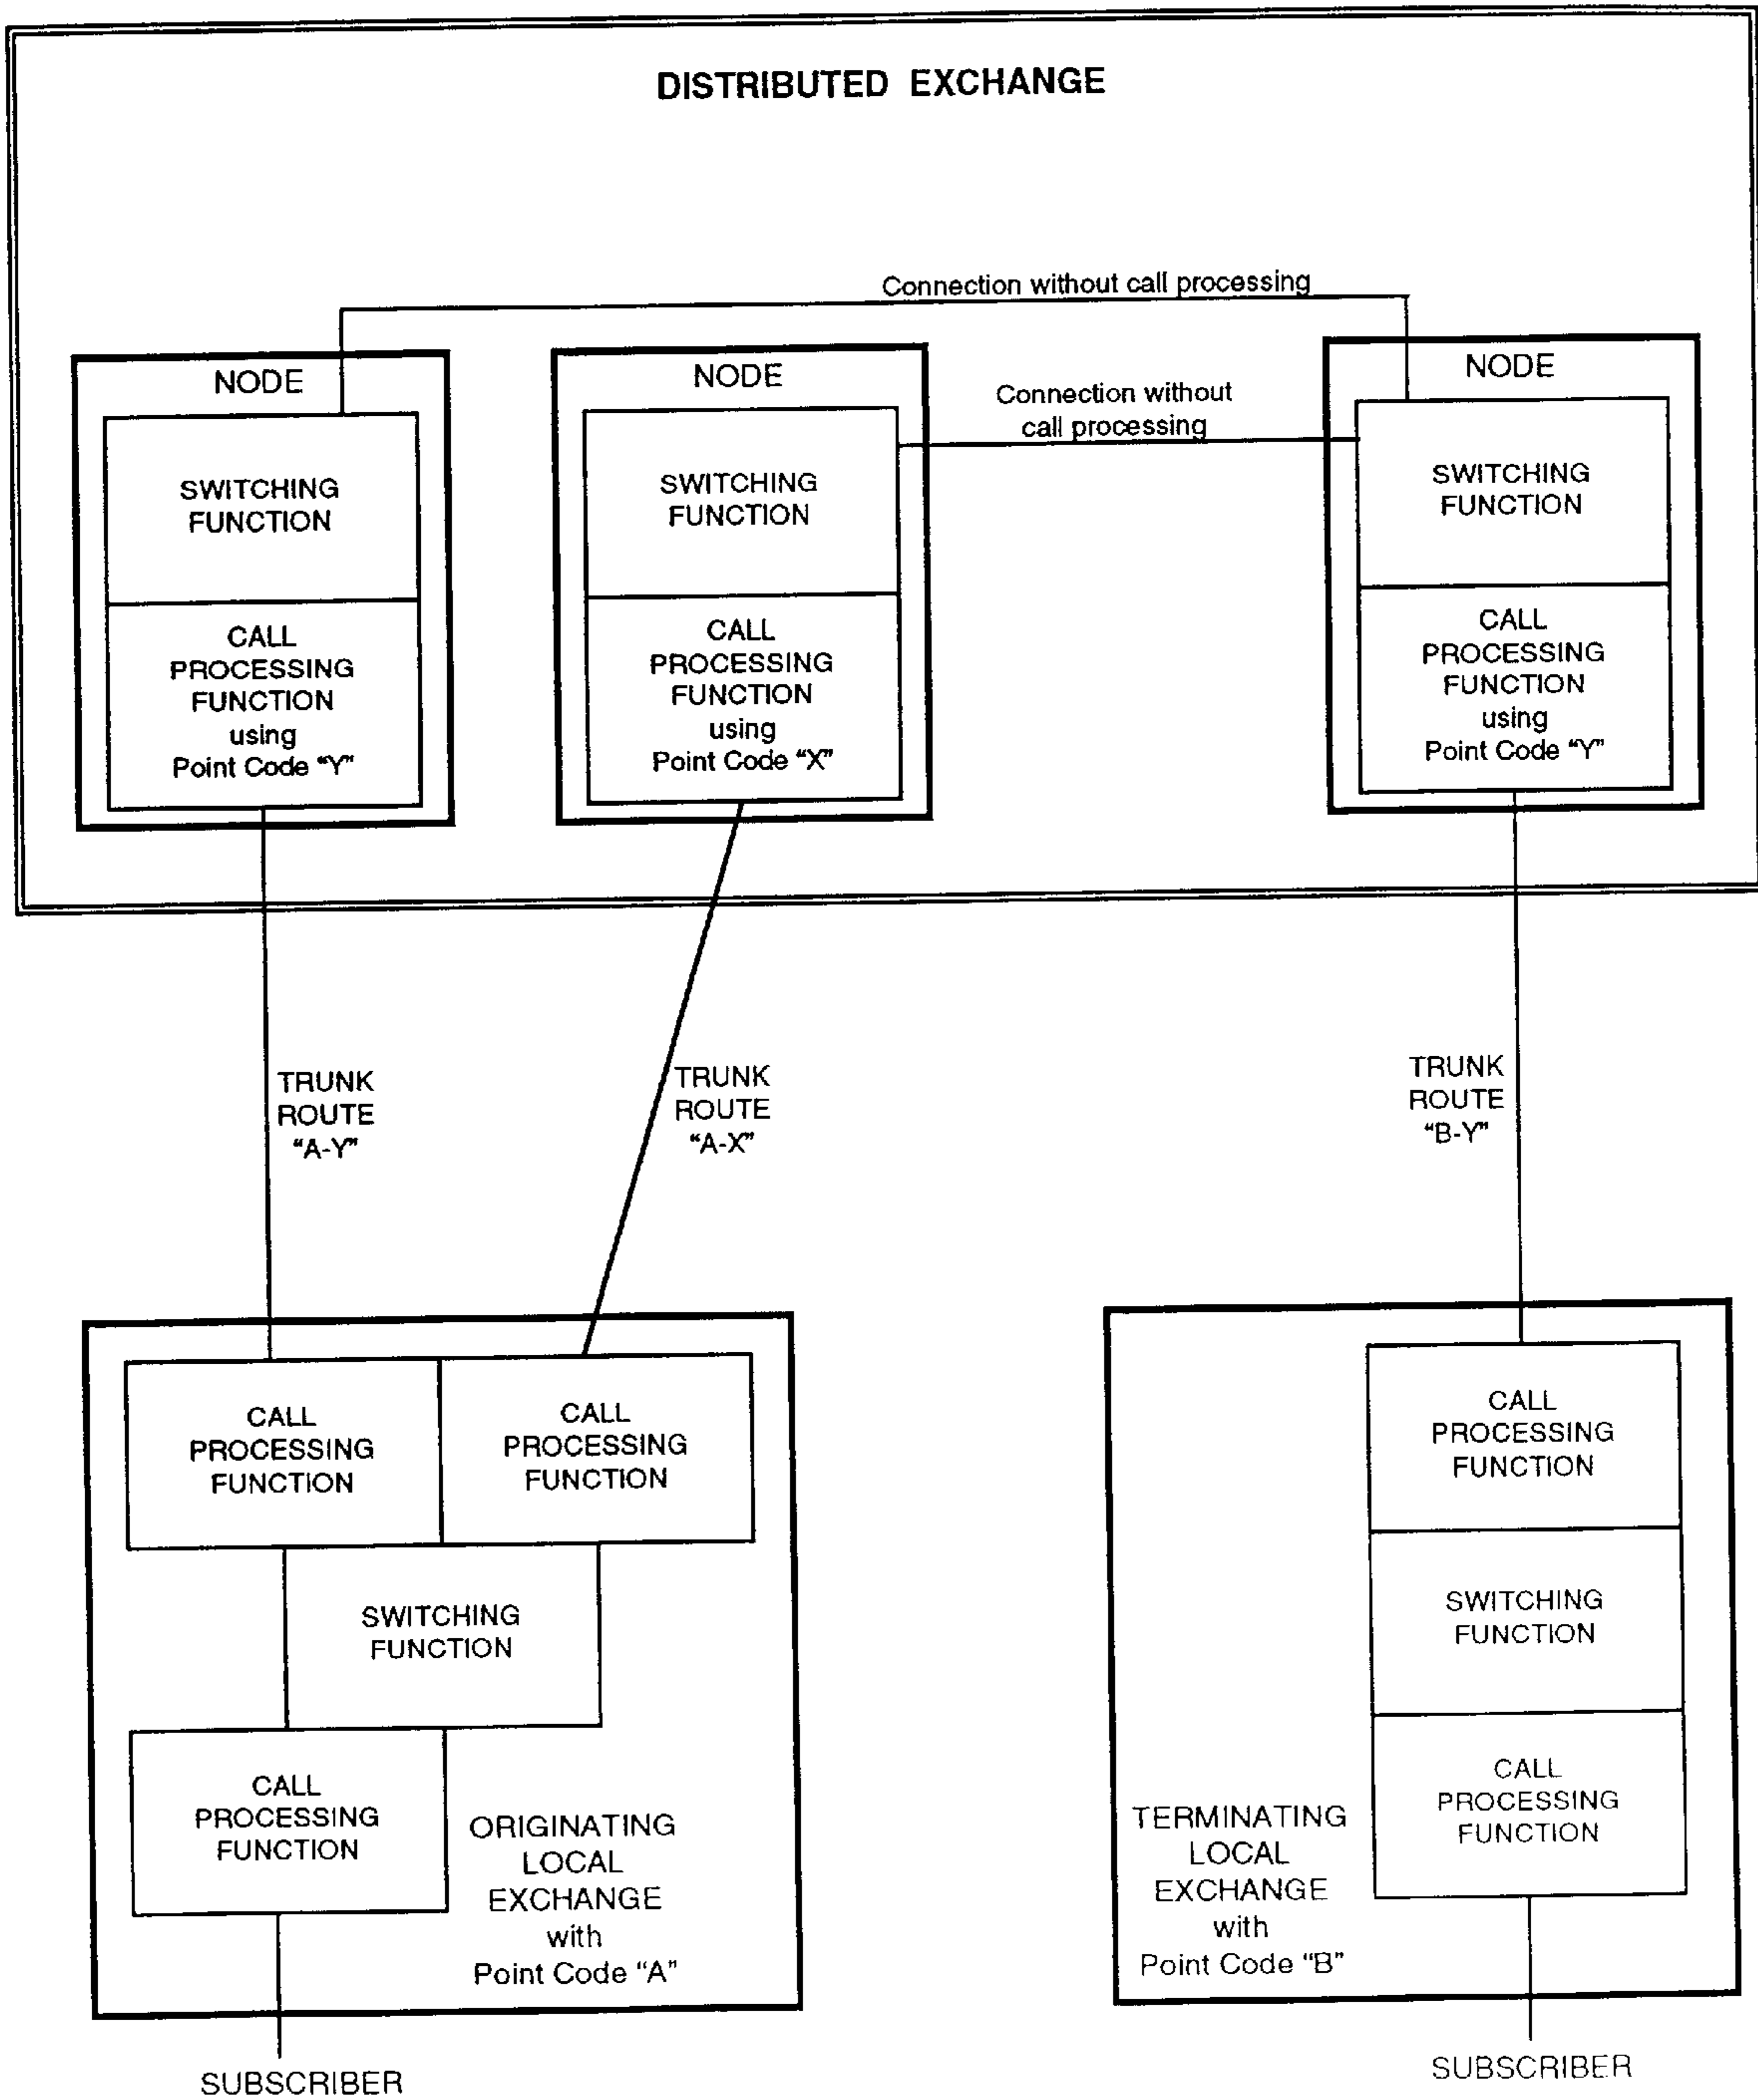 DISTRIBUTED EXCHANGE
Connection without call processing
NODE
SWITCHING
FUNCTION
CALL
PROCESSING
FUNCTION
using
Point Code “Y”
NODE
SWITCHING
FUNCTION
CALL
PROCESSING
FUNCTION
using
Point Code “X”
Connection without
call processing
NODE
SWITCHING
FUNCTION
CALL
PROCESSING
FUNCTION
using
Point Code “Y”
TRUNK
ROUTE
“A-Y”
TRUNK
ROUTE
“A-X”
TRUNK
ROUTE
“B-Y”
CALL
PROCESSING
FUNCTION
CALL
PROCESSING
FUNCTION
SWITCHING
FUNCTION
CALL
PROCESSING
FUNCTION
ORIGINATING
LOCAL
EXCHANGE
with
Point Code “A”
SUBSCRIBER
CALL
PROCESSING
FUNCTION
SWITCHING
FUNCTION
CALL
PROCESSING
FUNCTION
TERMINATING
LOCAL
EXCHANGE
with
Point Code “B”
SUBSCRIBER